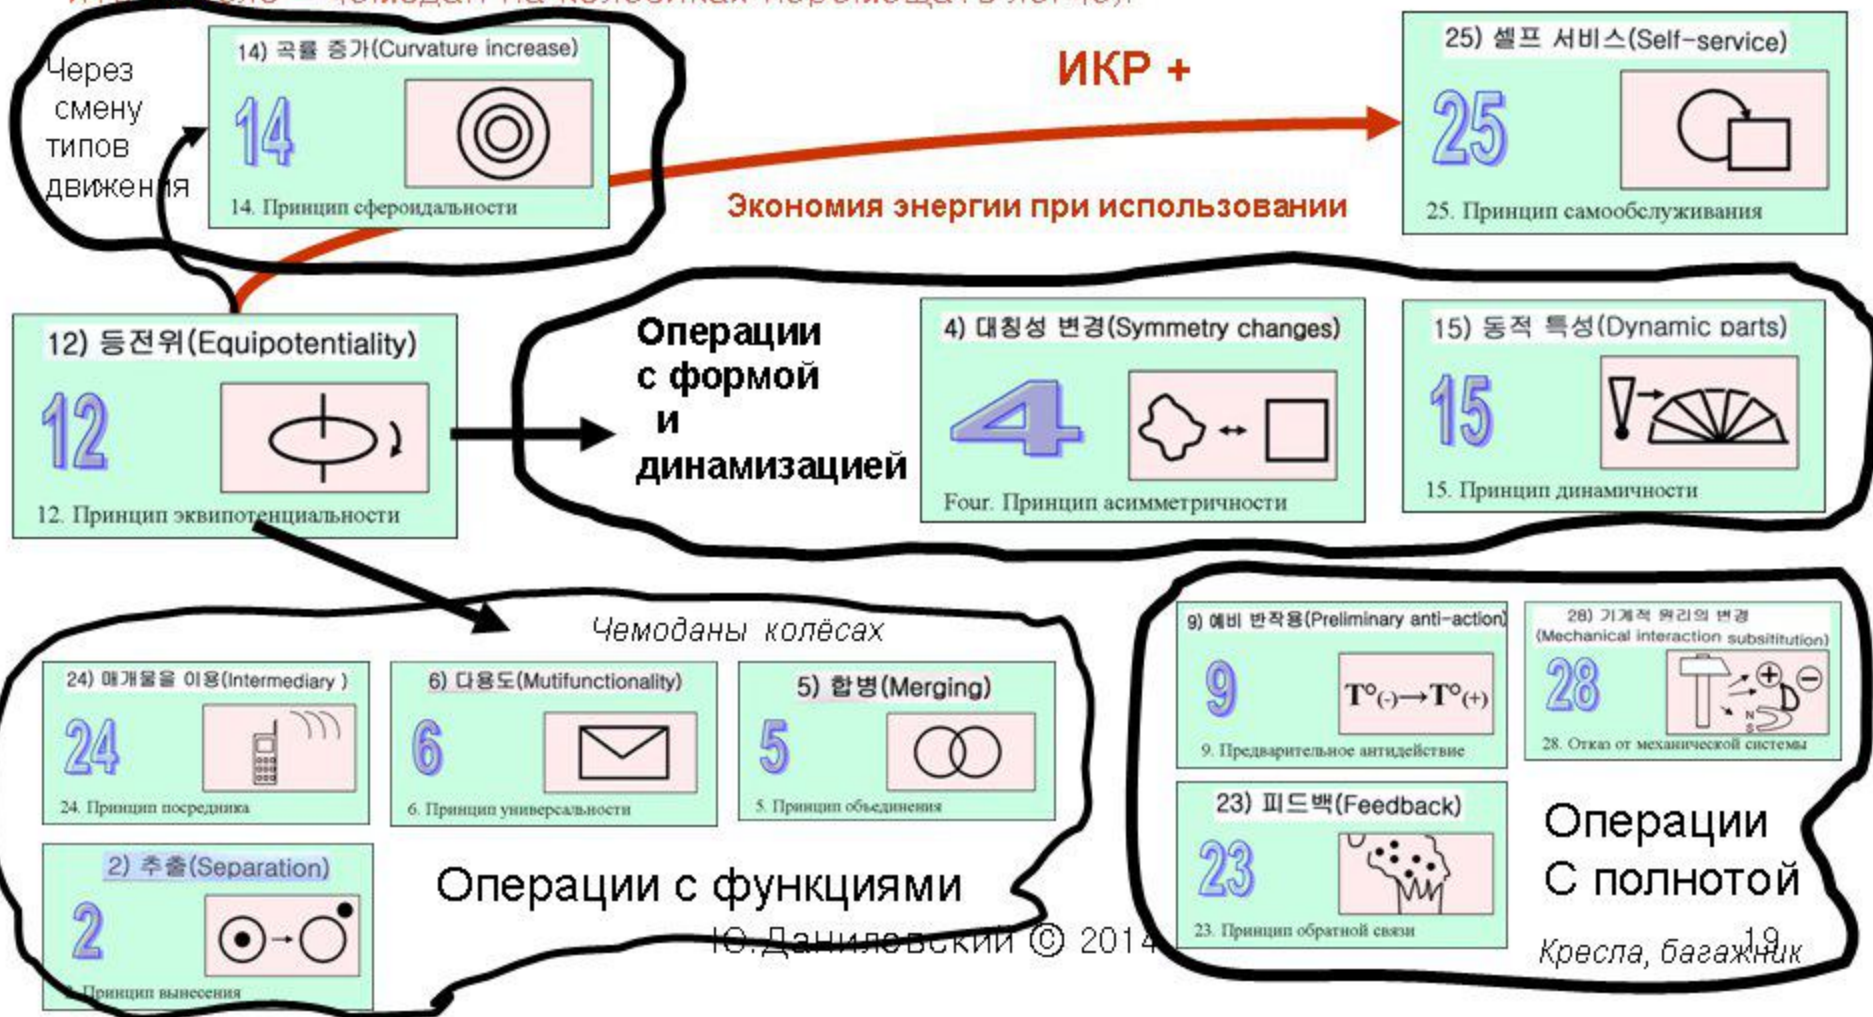 чемодан на колёсиках перемещать легче).
Через
смену
типов
движения
14) 곡률 증가(Curvature increase)
14
14. Принцип сфероидальности
ИКР +
Экономия энергии при использовании
25) 셀프 서비스(Self-service)
25
25. Принцип самообслуживания
12) 등전위(Equipotentiality)
12
12. Принцип эквипотенциальности
Операции
с формой
и
динамизацией
4) 대칭성 변경(Symmetry changes)
4
Four. Принцип асимметричности
15) 동적 특성(Dynamic parts)
15
15. Принцип динамичности
Чемоданы колёсах
24) 매개물을 이용(Intermediary )
24
24. Принцип посредника
6) 다용도(Mutifunctionality)
6
6. Принцип универсальности
5) 합병(Merging)
5
5. Принцип объединения
2) 추출(Separation)
2
Принцип вынесения
Операции с функциями
9) 예비 반작용(Preliminary anti-action)
9
T°(-)→T°(+)
9. Предварительное антидействие
28) 기계적 원리의 변경
(Mechanical interaction subsititution)
28
N
S
28. Отказ от механической системы
23) 피드백(Feedback)
23
23. Принцип обратной связи
Операции
С полнотой
Кресла, багажник
Ю.Даниловский © 2014
19